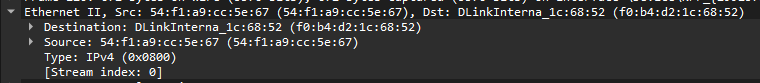 Ethernet II, Src: 54:f1:a9:cc:5e:67 (54:f1:a9:cc:5e:67), Dst: DLinkInterna_1c:68:52 (f0:b4:d2:1c:68:52)
Destination: DLinkInterna_1c:68:52 (f0:b4:d2:1c:68:52)
Source: 54:f1:a9:cc:5e:67 (54:f1:a9:cc:5e:67)
Type: IPv4 (0x0800)
[Stream index: 0]